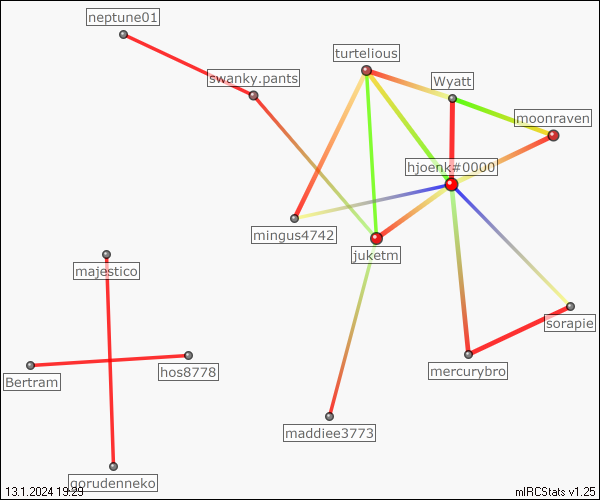 neptune01
turtelious
swanky.pants
Wyatt
moonraven
hjoenk#0000
mingus4742
juketm
majestico
sorapie
hos8778
mercurybro
Bertram
maddiee3773
gorudenneko
13.1.2024 19:29
mIRCStats v1.25